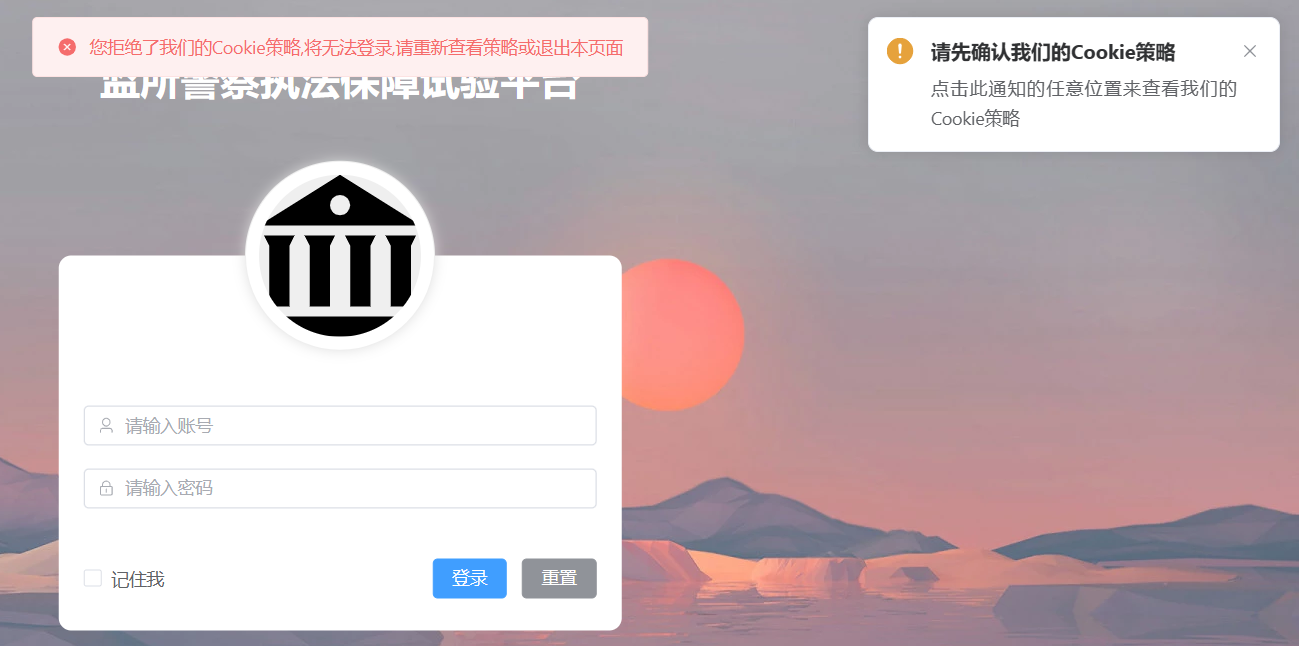 您拒绝了我们的Cookie策略,将无法登录,请重新查看策略或退出本页面
请先确认我们的Cookie策略
点击此通知的任意位置来查看我们的
Cookie策略
监所警察执法保障试验平台
请输入账号
请输入密码
记住我
登录
重置